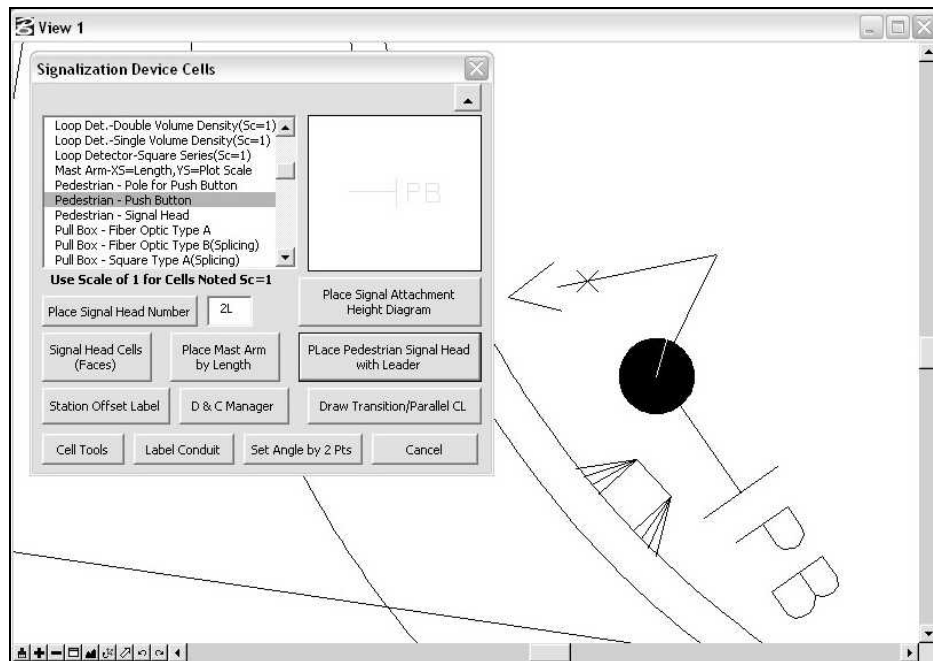 View 1
Signalization Device Cells
Loop Det.-Double Volume Density(Sc=1)
Loop Det.-Single Volume Density(Sc=1)
Loop Detector-Square Series(Sc=1)
Mast Arm-XS=Length,YS=Plot Scale
Pedestrian - Pole for Push Button
Pedestrian - Push Button
Pedestrian - Signal Head
Pull Box - Fiber Optic Type A
Pull Box - Fiber Optic Type B(Splicing)
Pull Box - Square Type A(Splicing)
PB
Use Scale of 1 for Cells Noted Sc=1
Place Signal Head Number
2L
Place Signal Attachment
Height Diagram
Signal Head Cells
(Faces)
Place Mast Arm
by Length
PLace Pedestrian Signal Head
with Leader
Station Offset Label
D & C Manager
Draw Transition/Parallel CL
Cell Tools
Label Conduit
Set Angle by 2 Pts
Cancel
PB